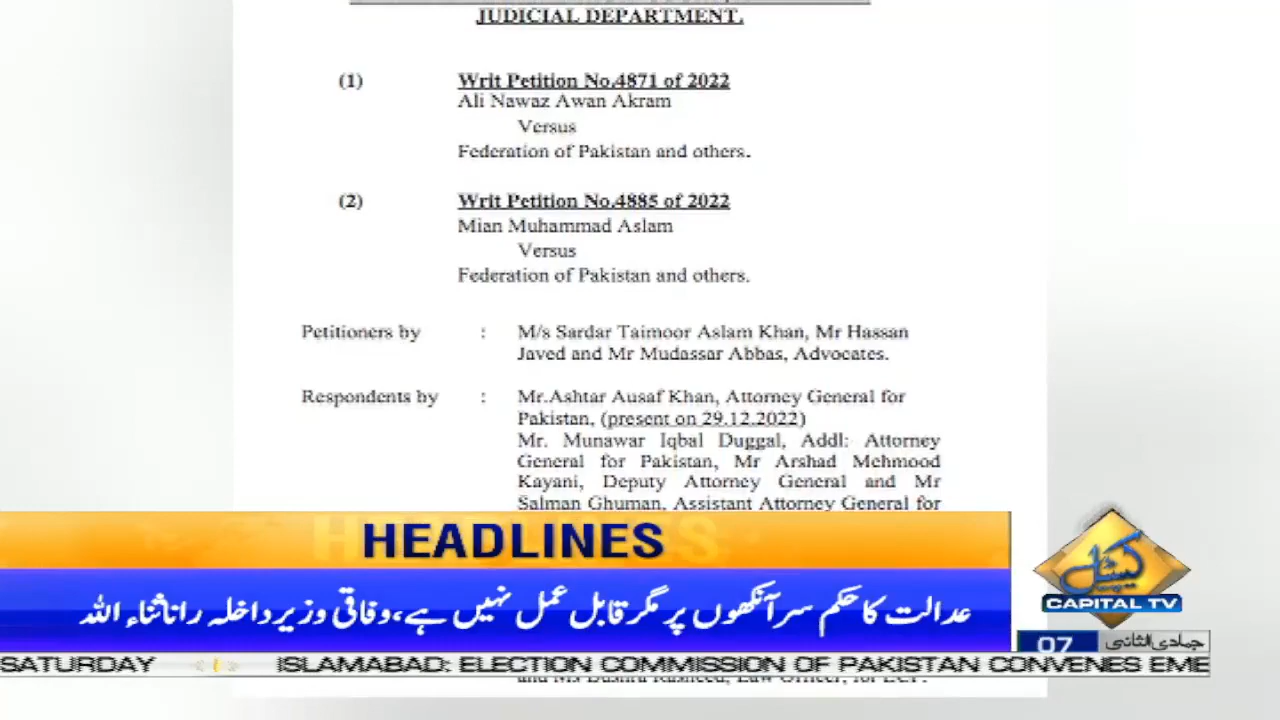 JUDICIAL DEPARTMENT.
(1) Writ Petition No.4871 of 2022
Ali Nawaz Awan Akram
Versus
Federation of Pakistan and others.
(2) Writ Petition No.4885 of 2022
Mian Muhammad Aslam
Versus
Federation of Pakistan and others.
Petitioners by : M/s Sardar Taimoor Aslam Khan, Mr Hassan
Javed and Mr Mudassar Abbas, Advocates.
Respondents by : Mr.Ashtar Ausaf Khan, Attorney General for
Pakistan, (present on 29.12.2022)
Mr. Munawar Iqbal Duggal, Addl: Attorney
General for Pakistan, Mr Arshad Mehmood
Kayani, Deputy Attorney General and Mr
Salman Ghuman, Assistant Attorney General for
HEADLINES
عدالت کا حکم سر آنکھوں پر مگر قابل عمل نہیں ہے، وفاقی وزیر داخلہ رانا ثناء اللہ
کیپیٹل
CAPITAL TV
07 جمادی الثانی
SATURDAY ISLAMABAD: ELECTION COMMISSION OF PAKISTAN CONVENES EME